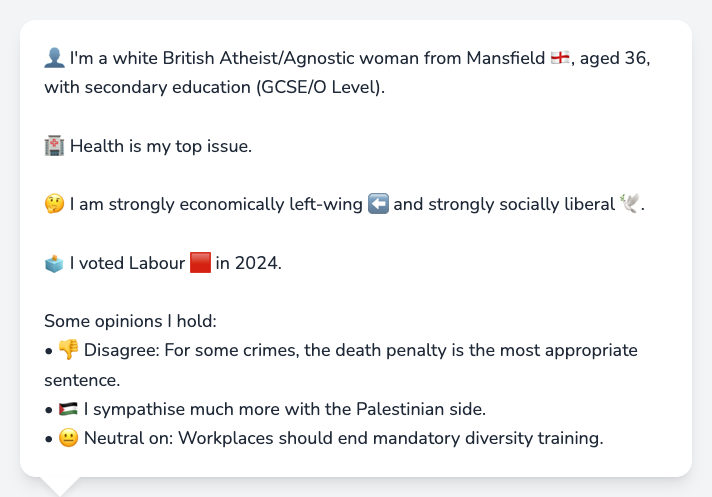 👤 I'm a white British Atheist/Agnostic woman from Mansfield 🏴󠁧󠁢󠁥󠁮󠁧󠁿, aged 36,
with secondary education (GCSE/O Level).
🏥 Health is my top issue.
🤔 I am strongly economically left-wing ⬅️ and strongly socially liberal 🕊️.
🗳️ I voted Labour 🟥 in 2024.
Some opinions I hold:
• 👎 Disagree: For some crimes, the death penalty is the most appropriate
sentence.
• 🇵🇸 I sympathise much more with the Palestinian side.
• 😐 Neutral on: Workplaces should end mandatory diversity training.